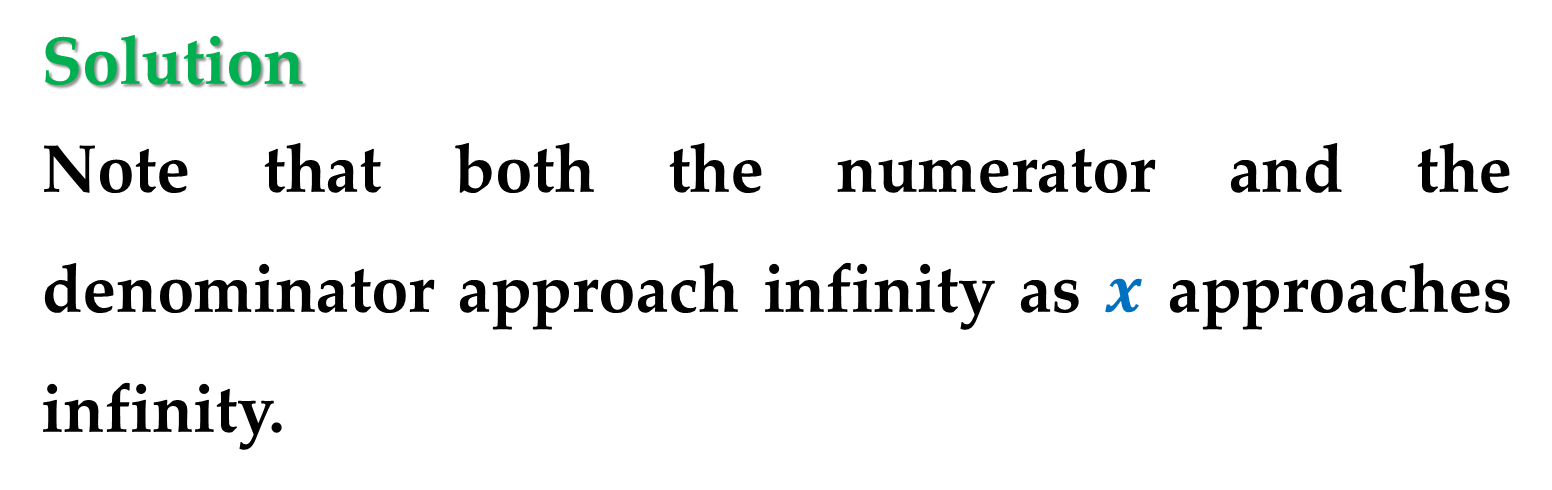 Solution
Note that both the numerator and the
denominator approach infinity as x approaches
infinity.